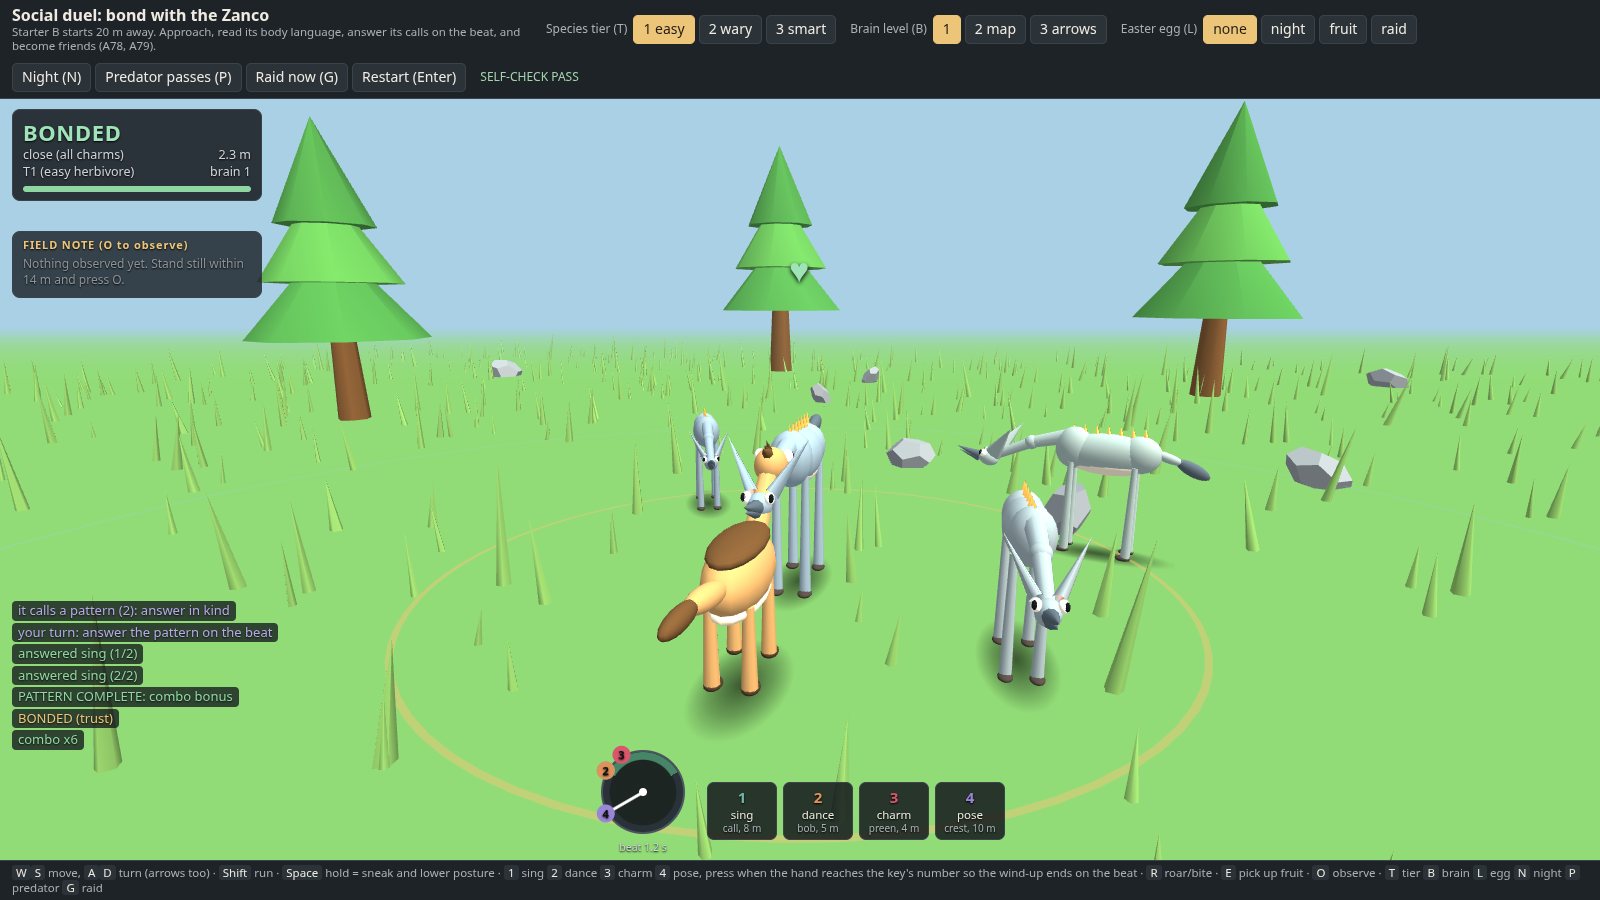 Social duel: bond with the Zanco
Starter B starts 20 m away. Approach, read its body language, answer its calls on the beat, and
become friends (A78, A79).
Species tier (T) 1 easy 2 wary 3 smart Brain level (B) 1 2 map 3 arrows Easter egg (L) none night fruit raid
Night (N) Predator passes (P) Raid now (G) Restart (Enter) SELF-CHECK PASS
BONDED
close (all charms) 2.3 m
T1 (easy herbivore) brain 1
FIELD NOTE (O to observe)
Nothing observed yet. Stand still within
14 m and press O.
it calls a pattern (2): answer in kind
your turn: answer the pattern on the beat
answered sing (1/2)
answered sing (2/2)
PATTERN COMPLETE: combo bonus
BONDED (trust)
combo x6
3
2
4
beat 1.2 s
1 2 3 4
sing dance charm pose
call, 8 m bob, 5 m preen, 4 m crest, 10 m
W S move, A D turn (arrows too) · Shift run · Space hold = sneak and lower posture · 1 sing 2 dance 3 charm 4 pose, press when the hand reaches the key's number so the wind-up ends on the beat · R roar/bite · E pick up fruit · O observe · T tier B brain L egg N night P
predator G raid